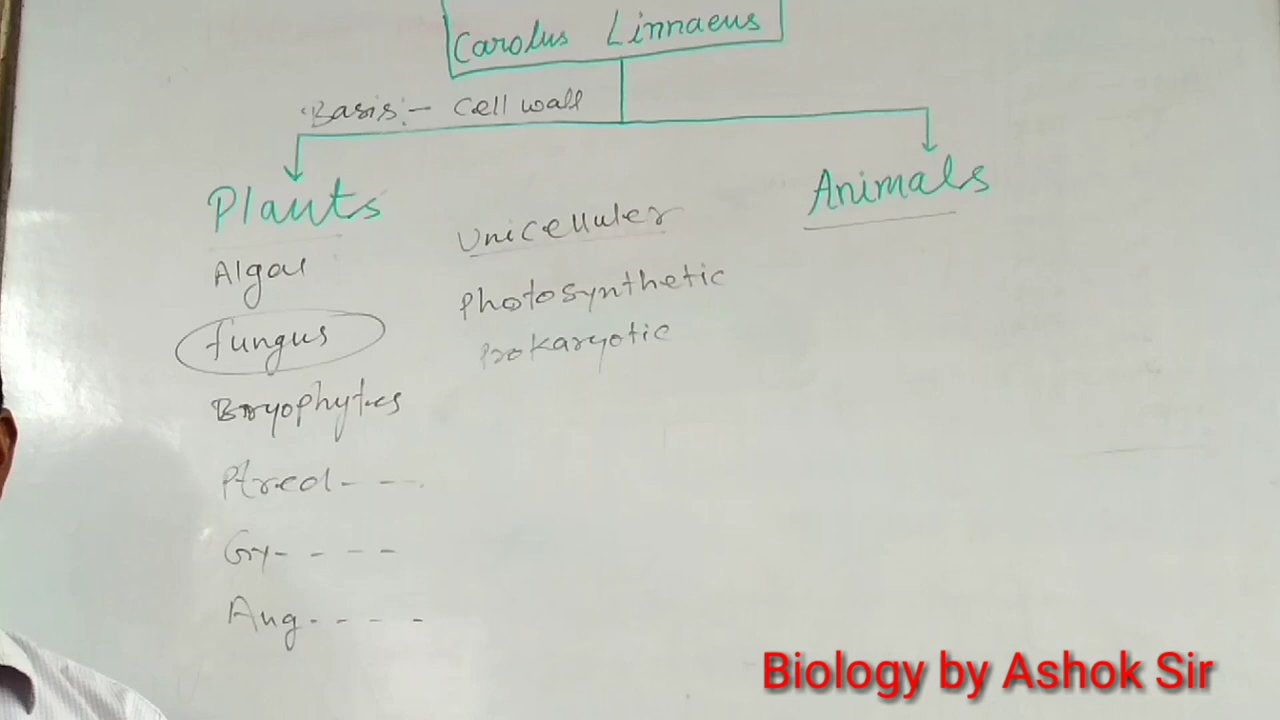 Carolus Linnaeus
Basis:- Cell wall
Plants
Animals
Algae
Unicellular
Photosynthetic
Prokaryotic
fungus
Bryophytes
Ptred- - - .
Gy- - - -
Ang- - - -
Biology by Ashok Sir